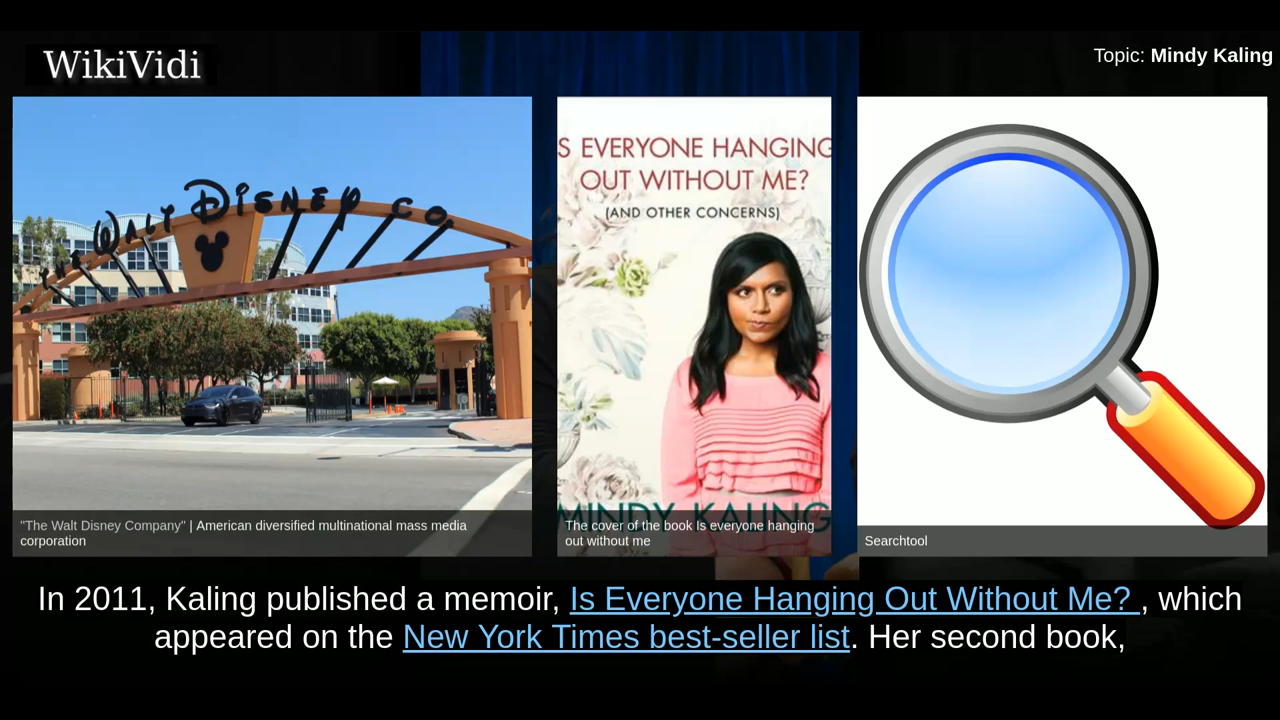 WikiVidi
Topic: Mindy Kaling
THE WALT DISNEY CO.
"The Walt Disney Company" | American diversified multinational mass media
corporation
S EVERYONE HANGING
OUT WITHOUT ME?
(AND OTHER CONCERNS)
MINDY KALING
The cover of the book Is everyone hanging
out without me
Searchtool
In 2011, Kaling published a memoir, Is Everyone Hanging Out Without Me? , which
appeared on the New York Times best-seller list. Her second book,